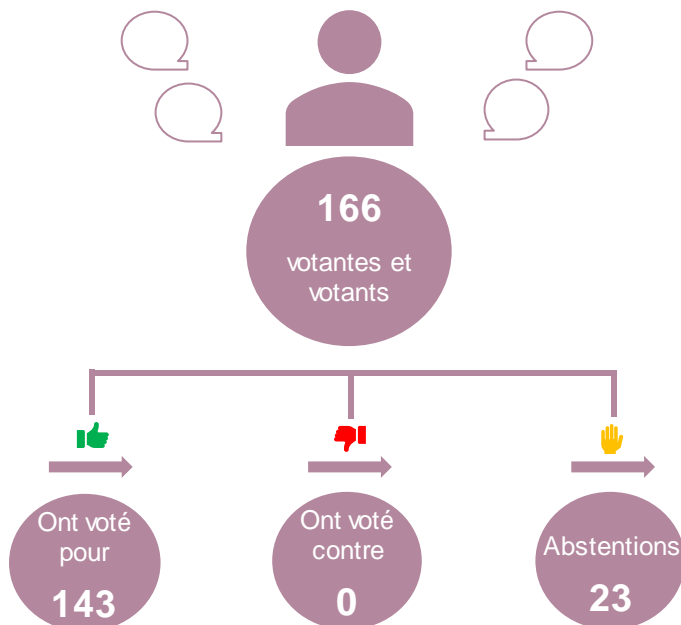 166
votantes et
votants
Ont voté
pour
143
Ont voté
contre
0
Abstentions
23